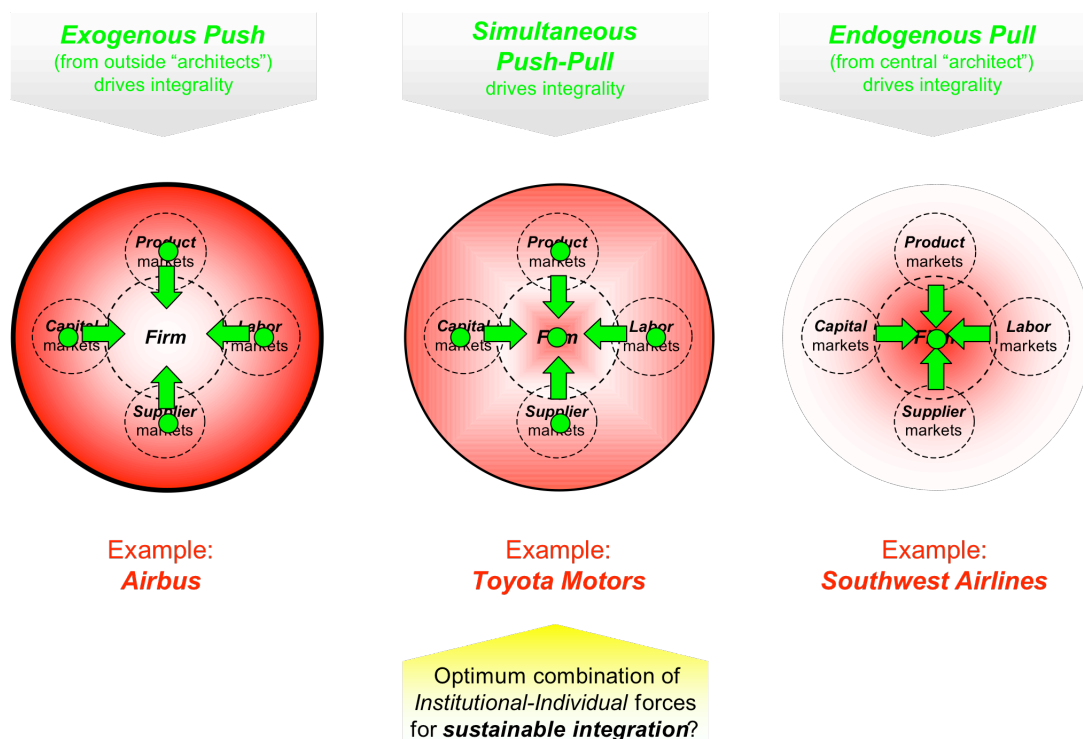 Exogenous Push
(from outside “architects”)
drives integrality
Simultaneous
Push-Pull
drives integrality
Endogenous Pull
(from central “architect”)
drives integrality
Product
markets
Capital
markets
Firm
Labor
markets
Supplier
markets
Product
markets
Capital
markets
Firm
Labor
markets
Supplier
markets
Product
markets
Capital
markets
Firm
Labor
markets
Supplier
markets
Example:
Airbus
Example:
Toyota Motors
Example:
Southwest Airlines
Optimum combination of
Institutional-Individual forces
for sustainable integration?